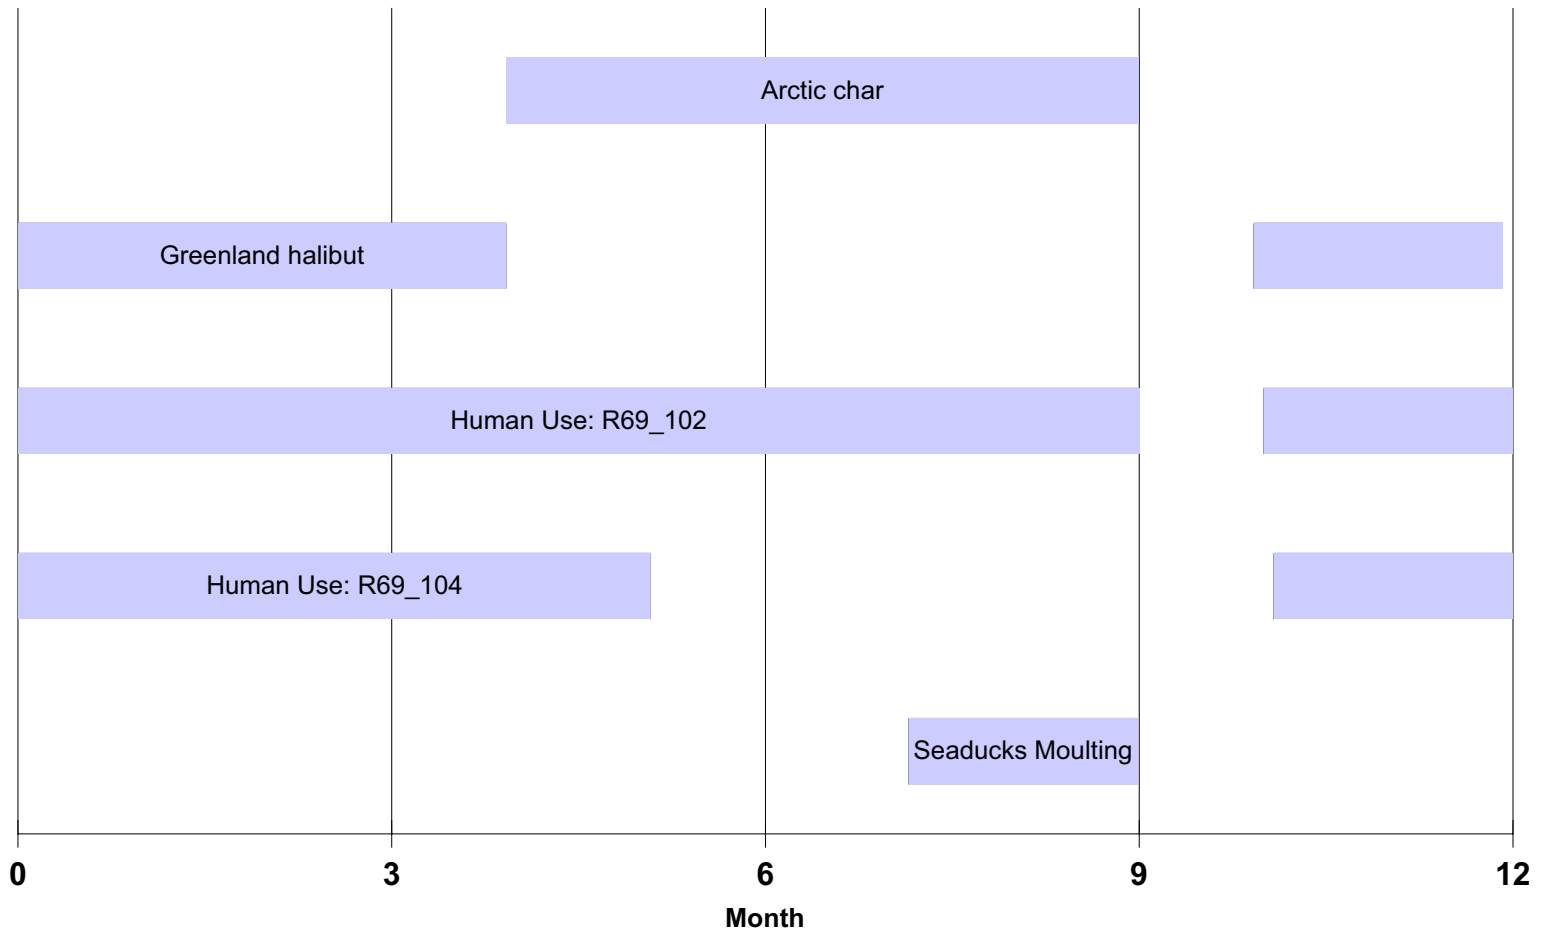 Arctic char
Greenland halibut
Human Use: R69_102
Human Use: R69_104
Seaducks Moulting
0 3 6 9 12
Month